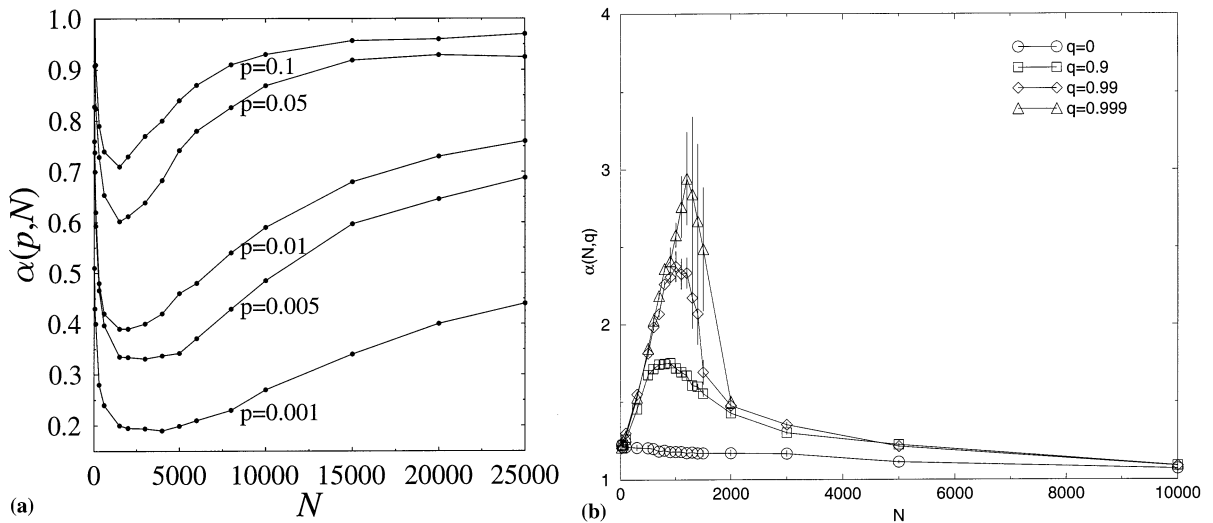 1.0
0.9
0.8
0.7
0.6
0.5
0.4
0.3
0.2
α(p,N)
p=0.1
p=0.05
p=0.01
p=0.005
p=0.001
0 5000 10000 15000 20000 25000
N
(a)
4
3
2
1
α(N,q)
q=0
q=0.9
q=0.99
q=0.999
0 2000 4000 6000 8000 10000
N
(b)